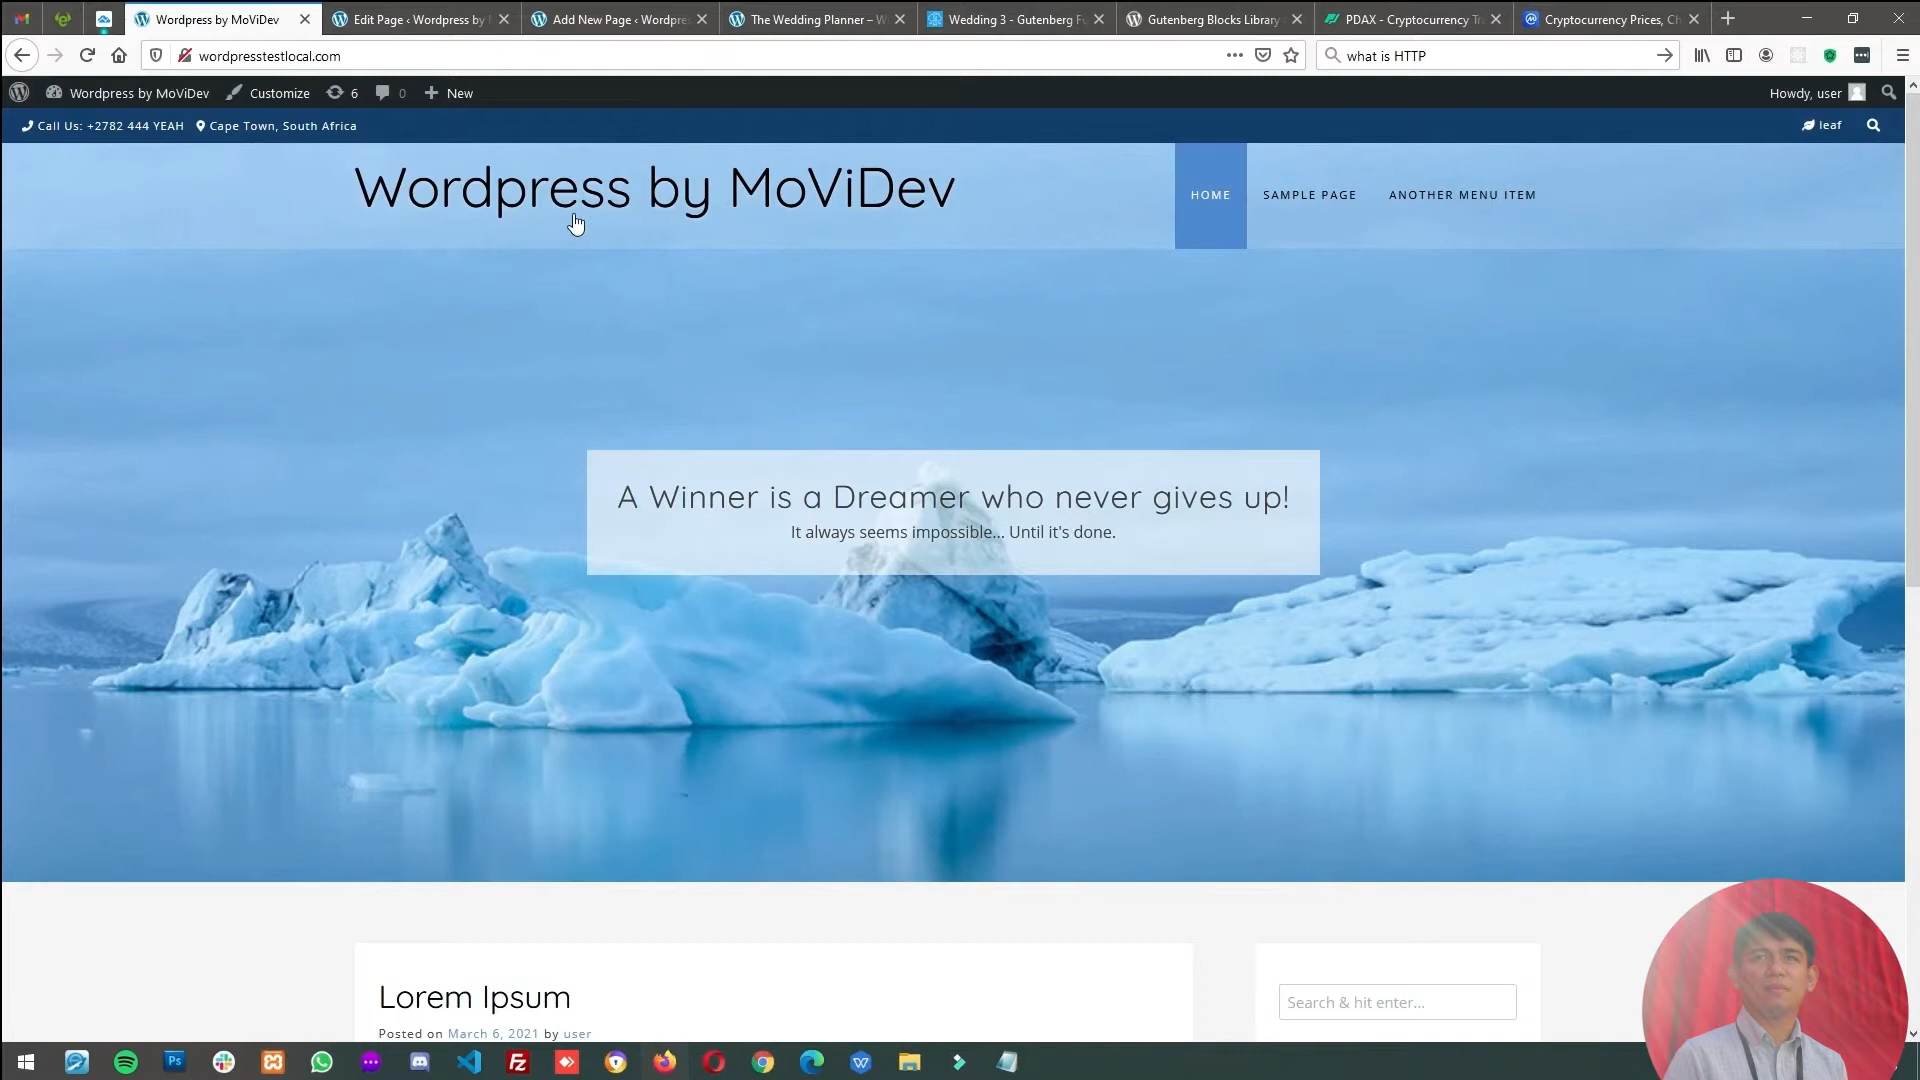 Wordpress by MoViDev
Edit Page ‹ Wordpress by
Add New Page ‹ Wordpres
The Wedding Planner – W
Wedding 3 - Gutenberg Fu
Gutenberg Blocks Library
PDAX - Cryptocurrency Tr
Cryptocurrency Prices, Ch
wordpresstestlocal.com
what is HTTP
Wordpress by MoViDev
Customize
6
0
New
Howdy, user
Call Us: +2782 444 YEAH
Cape Town, South Africa
leaf
Wordpress by MoViDev
HOME
SAMPLE PAGE
ANOTHER MENU ITEM
A Winner is a Dreamer who never gives up!
It always seems impossible... Until it's done.
Lorem Ipsum
Posted on March 6, 2021 by user
Search & hit enter...